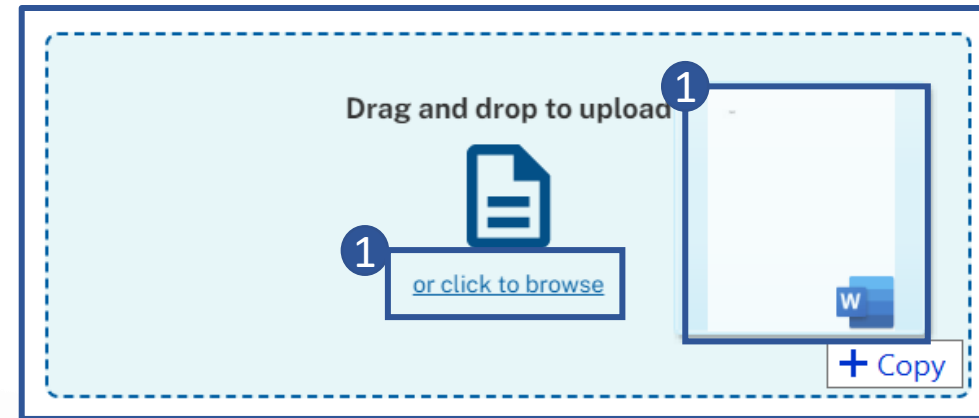 Drag and drop to upload
1
1
or click to browse
W
+ Copy